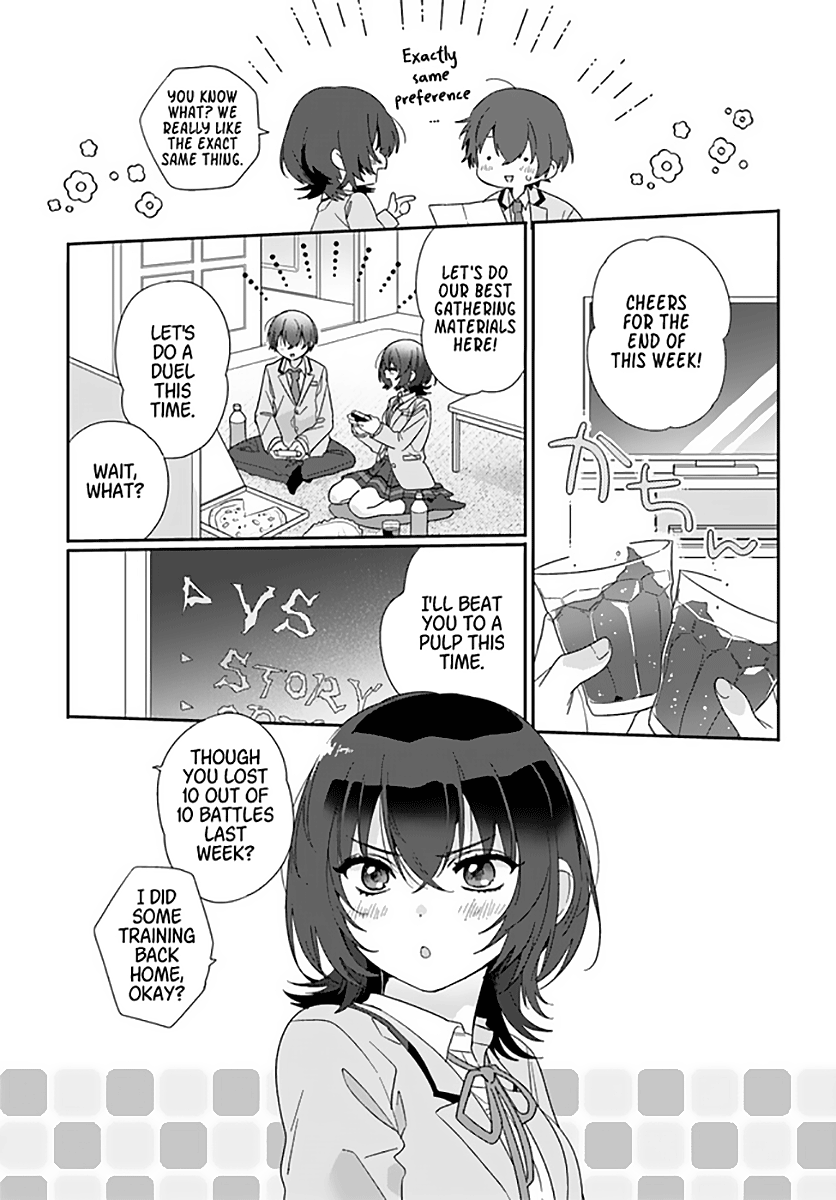 Exactly
same
preference
...
YOU KNOW
WHAT? WE
REALLY LIKE
THE EXACT
SAME THING.
CHEERS
FOR THE
END OF
THIS WEEK!
かちん
LET'S DO
OUR BEST
GATHERING
MATERIALS
HERE!
LET'S
DO A
DUEL THIS
TIME.
WAIT,
WHAT?
VS
STORY
I'LL BEAT
YOU TO A
PULP THIS
TIME.
THOUGH
YOU LOST
10 OUT OF
10 BATTLES
LAST
WEEK?
I DID
SOME
TRAINING
BACK
HOME,
OKAY?